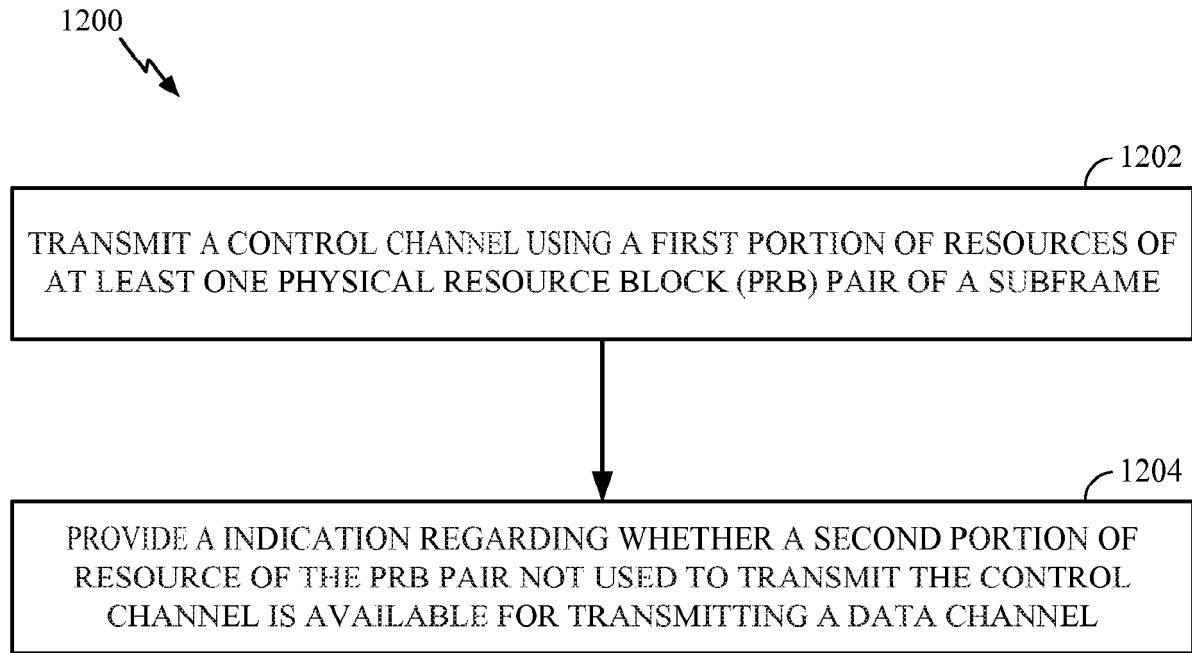 1200
1202
TRANSMIT A CONTROL CHANNEL USING A FIRST PORTION OF RESOURCES OF
AT LEAST ONE PHYSICAL RESOURCE BLOCK (PRB) PAIR OF A SUBFRAME
1204
PROVIDE A INDICATION REGARDING WHETHER A SECOND PORTION OF
RESOURCE OF THE PRB PAIR NOT USED TO TRANSMIT THE CONTROL
CHANNEL IS AVAILABLE FOR TRANSMITTING A DATA CHANNEL